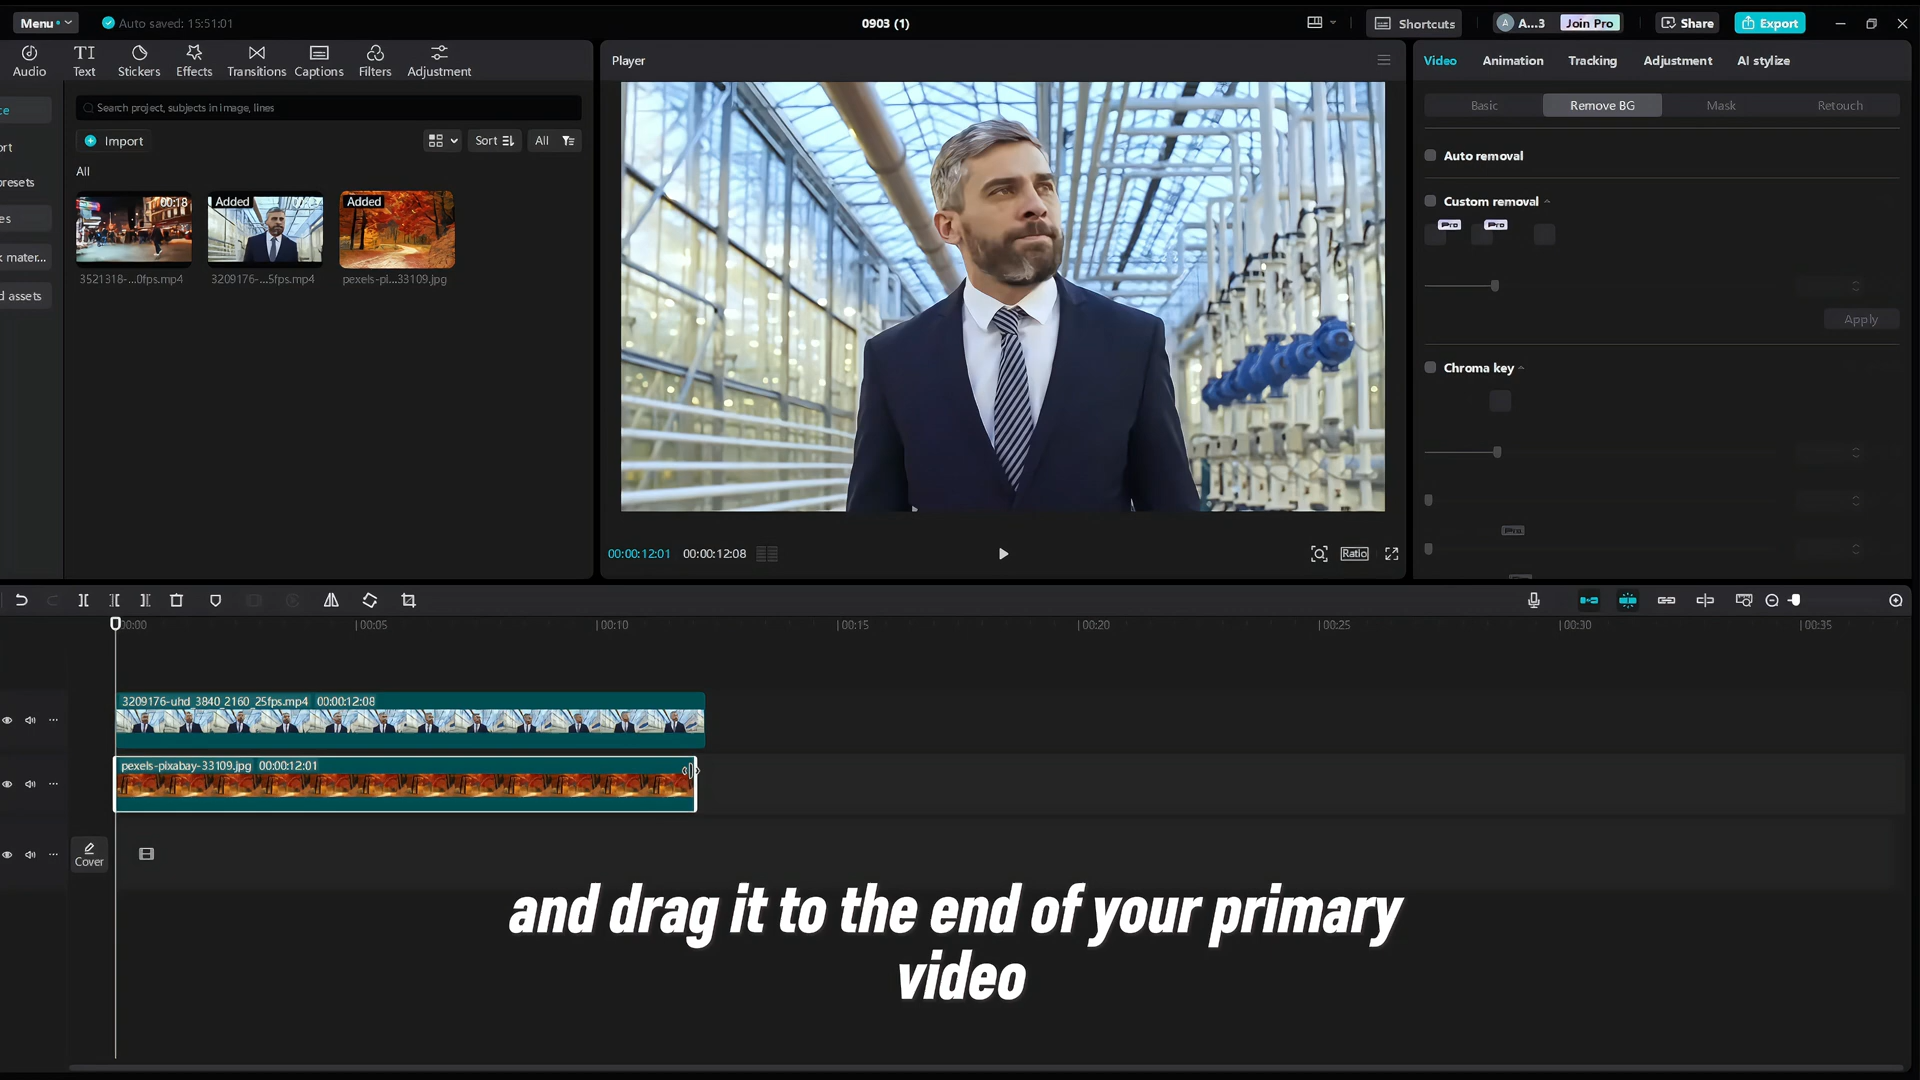 Menu
Auto saved: 15:51:01
0903 (1)
Shortcuts
A...3
Join Pro
Share
Export
Audio
Text
Stickers
Effects
Transitions
Captions
Filters
Adjustment
Player
Video
Animation
Tracking
Adjustment
AI stylize
Search project, subjects in image, lines
Basic
Remove BG
Mask
Retouch
Import
Sort
All
All
Auto removal
presets
k mater...
d assets
00:18
Added
Added
3521318-...0fps.mp4
3209176-...5fps.mp4
pexels-pi...33109.jpg
Custom removal
Pro
Pro
Apply
Chroma key
Pro
00:00:12:01
00:00:12:08
Ratio
00:00
00:05
00:10
00:15
00:20
00:25
00:30
00:35
3209176-uhd_3840_2160_25fps.mp4 00:00:12:08
pexels-pixabay-33109.jpg 00:00:12:01
Cover
and drag it to the end of your primary
video